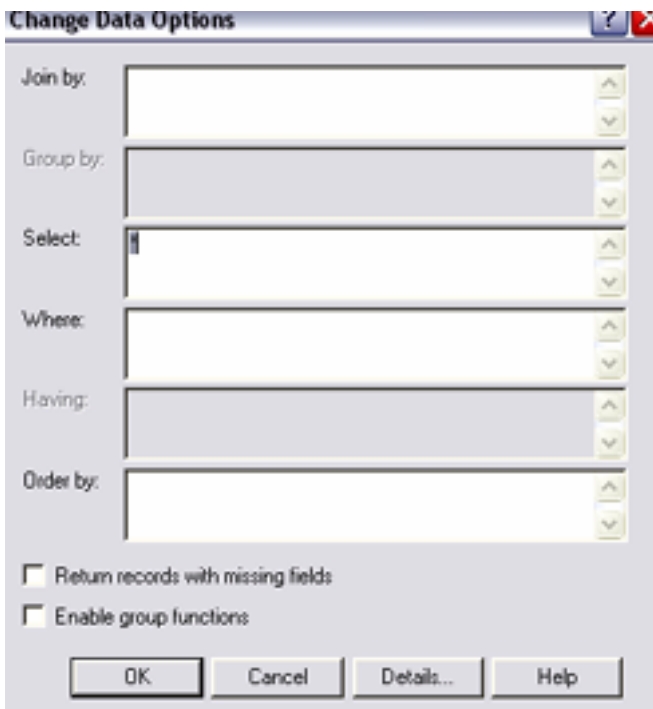 Change Data Options ?
Join by:
Group by:
Select: *
Where:
Having:
Order by:
Return records with missing fields
Enable group functions
OK Cancel Details... Help